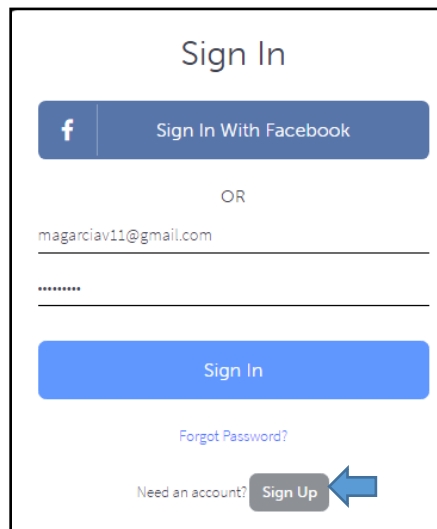 Sign In
f Sign In With Facebook
OR
magarciav11@gmail.com
•••••••••
Sign In
Forgot Password?
Need an account? Sign Up